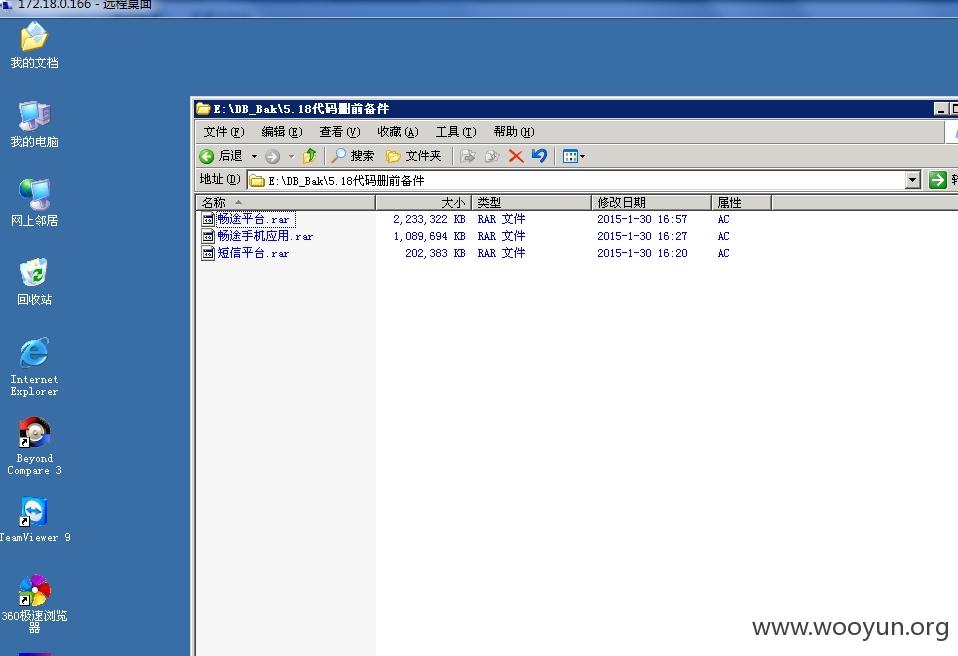 172.18.0.166 - 远程桌面
我的文档
我的电脑
网上邻居
回收站
Internet
Explorer
Beyond
Compare 3
TeamViewer 9
360极速浏览
器
E:\DB_Bak\5.18代码删前备件
文件(F) 编辑(E) 查看(V) 收藏(A) 工具(T) 帮助(H)
后退 搜索 文件夹
地址(D) E:\DB_Bak\5.18代码删前备件
名称 大小 类型 修改日期 属性
畅途平台.rar 2,233,322 KB RAR 文件 2015-1-30 16:57 AC
畅途手机应用.rar 1,089,694 KB RAR 文件 2015-1-30 16:27 AC
短信平台.rar 202,383 KB RAR 文件 2015-1-30 16:20 AC
www.wooyun.org